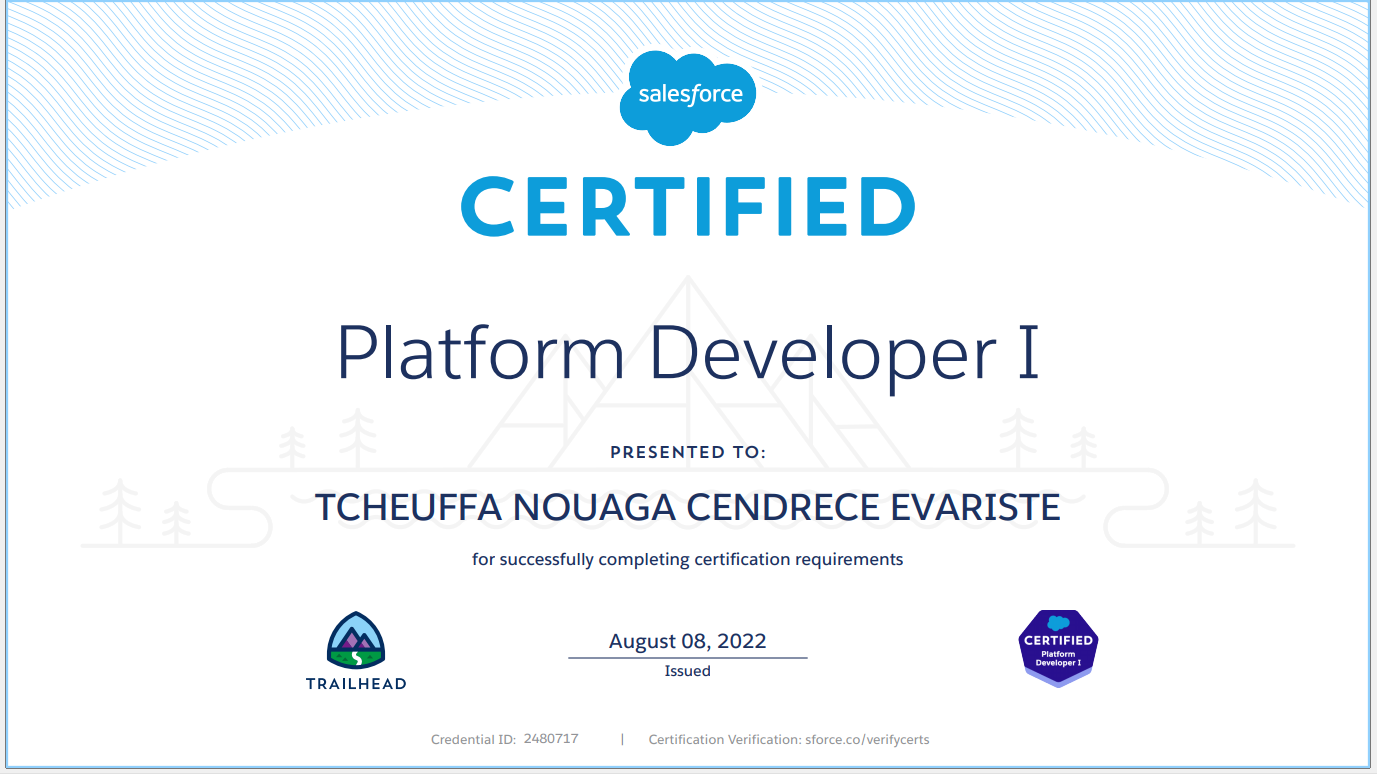 salesforce
CERTIFIED
Platform Developer I
PRESENTED TO:
TCHEUFFA NOUAGA CENDRECE EVARISTE
for successfully completing certification requirements
August 08, 2022
Issued
TRAILHEAD
CERTIFIED
Platform
Developer I
Credential ID: 2480717 | Certification Verification: sforce.co/verifycerts